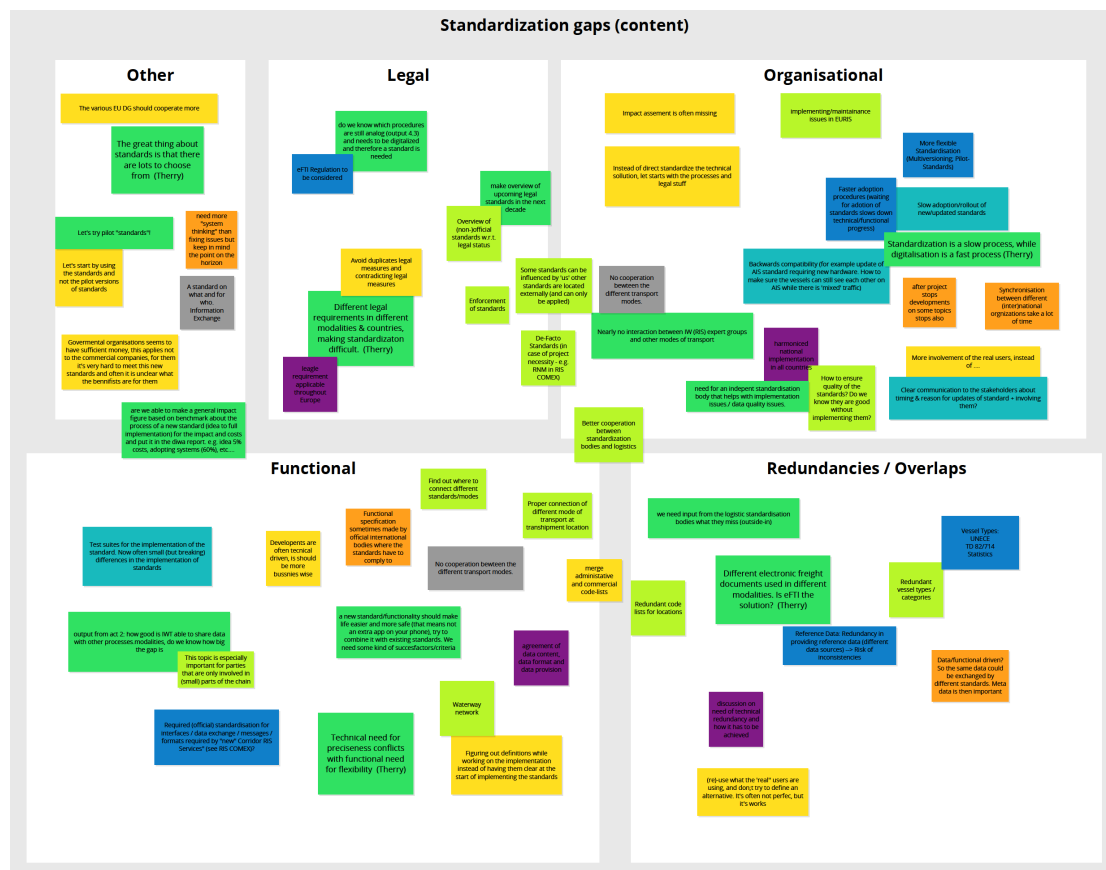 Standardization gaps (content)
Other
The various EU DG should cooperate more
The great thing about
standards is that there
are lots to choose
from  (Therry)
Let's try pilot "standards"!
need more
"system
thinking" than
fixing issues but
keep in mind
the point on the
horizon
Let's start by using
the standards and
not the pilot versions
of standards
A standard on
what and for
who.
Information
Exchange
Govermental organisations seems to
have sufficient money, this applies not
to the commercial companies, for them
it's very hard to meet this new
standards and often it is unclear what
the bennifists are for them
are we able to make a general impact
figure based on benchmark about the
process of a new standard (idea to full
implementation) for the impact and costs
and put it in the diwa report. e.g. idea 5%
costs, adopting systems (60%), etc....
Legal
do we know which procedures
are still analog (output 4.3)
and needs to be digitalized
and therefore a standard is
needed
eFTI Regulation to
be considered
make overview of
upcoming legal
standards in the next
decade
Overview of
(non-)official
standards w.r.t.
legal status
Avoid duplicates legal
measures and
contradicting legal
measures
Different legal
requirements in different
modalities & countries,
making standardizaton
difficult.  (Therry)
leagle
requirement
applicable
throughout
Europe
Enforcement
of standards
Some standards can be
influenced by 'us' other
standards are located
externally (and can only
be applied)
De-Facto
Standards (in
case of project
necessity - e.g.
RNM in RIS
COMEX)
Organisational
Impact assement is often missing
implementing/maintainance
issues in EURIS
Instead of direct standardize the technical
sollution, let starts with the processes and
legal stuff
More flexible
Standardisation
(Multiversioning, Pilot-
Standards)
Faster adoption
procedures (waiting
for adotion of
standards slows down
technical/functional
progress)
Slow adoption/rollout of
new/updated standards
Standardization is a slow process, while
digitalisation is a fast process (Therry)
Backwards compatibility (for example update of
AIS standard requiring new hardware. How to
make sure the vessels can still see each other on
AIS while there is 'mixed' traffic)
No cooperation
bewteen the
different transport
modes.
after project
stops
developments
on some topics
stops also
Synchronisation
between different
(inter)national
orgnizations take a lot
of time
Nearly no interaction between IW (RIS) expert groups
and other modes of transport
harmoniced
national
implementation
in all countries
More involvement of the real users, instead
of ....
How to ensure
quality of the
standards? Do we
know they are good
without
implementing them?
need for an indepent standardisation
body that helps with implementation
issues / data quality issues.
Clear communication to the stakeholders about
timing & reason for updates of standard + involving
them?
Better cooperation
between
standardization
bodies and logistics
Functional
Find out where to
connect different
standards/modes
Proper connection of
different mode of
transport at
transhipment location
Functional
specification
sometimes made by
official international
bodies where the
standards have to
comply to
Test suites for the implementation of the
standard. Now often small (but breaking)
differences in the implementation of
standards
Developents are
often tecnical
driven, is should
be more
bussnies wise
No cooperation bewteen the
different transport modes.
merge
administative
and commercial
code-lists
output from act 2: how good is IWT able to share data
with other processes modalities, do we know how big
the gap is
This topic is especially
important for parties
that are only involved in
(small) parts of the chain
a new standard/functionality should make
life easier and more safe (that means not
an extra app on your phone), try to
combine it with existing standards. We
need some kind of succesfactors/criteria
agreement of
data content,
data format and
data provision
Required (official) standardisation for
interfaces / data exchange / messages /
formats required by "new" Corridor RIS
Services" (see RIS COMEX)?
Technical need for
preciseness conflicts
with functional need
for flexibility  (Therry)
Waterway
network
Figuring out definitions while
working on the implementation
instead of having them clear at the
start of implementing the standards
Redundancies / Overlaps
we need input from the logistic standardisation
bodies what they miss (outside-in)
Vessel Types:
UNECE
TD B2/714
Statistics
Different electronic freight
documents used in different
modalities. Is eFTI the
solution?  (Therry)
Redundant
vessel types /
categories
Redundant code
lists for locations
Reference Data: Redundancy in
providing reference data (different
data sources) --> Risk of
inconsistencies
Data/functional driven?
So the same data could
be exchanged by
different standards. Meta
data is then important
discussion on
need of technical
redundancy and
how it has to be
achieved
(re)-use what the 'real" users are
using, and don;t try to define an
alternative. It's often not perfec, but
it's works